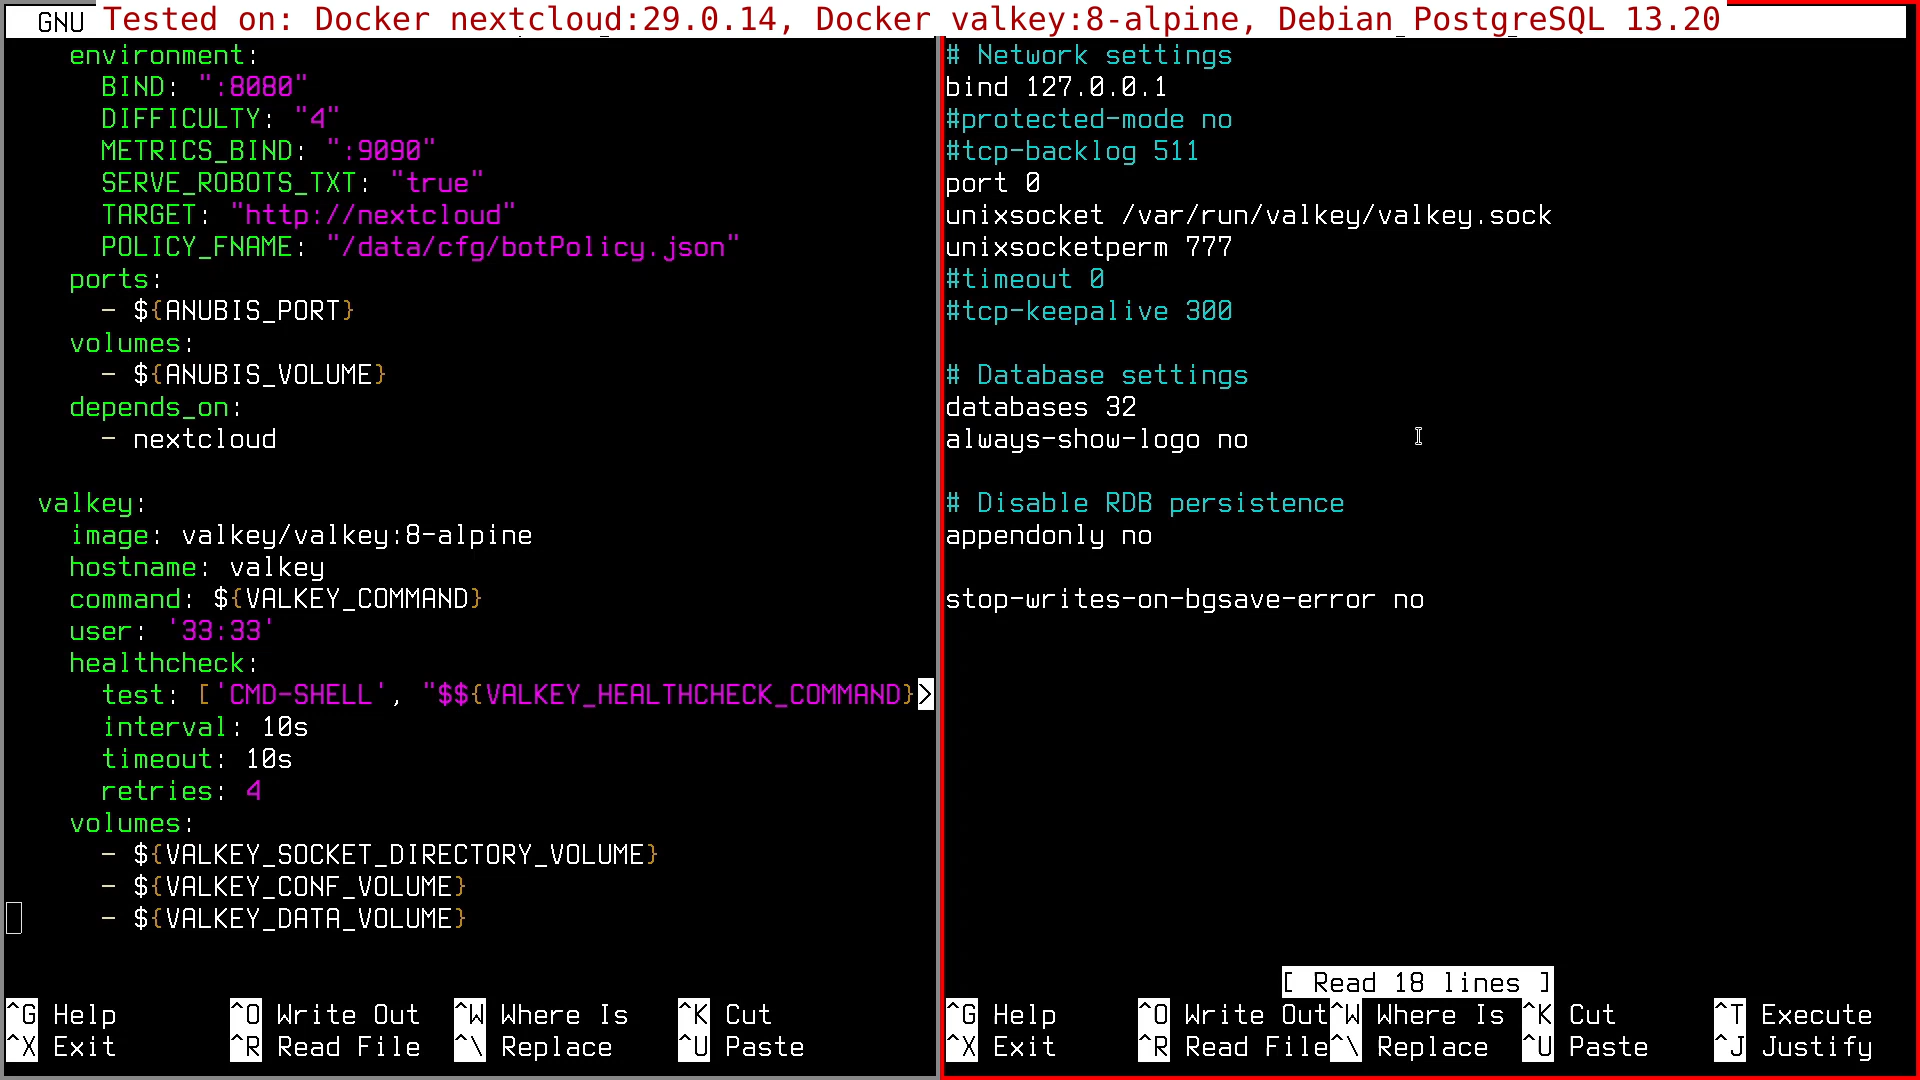 GNU
Tested on: Docker nextcloud:29.0.14, Docker valkey:8-alpine, Debian PostgreSQL 13.20
environment:
BIND: ":8080"
DIFFICULTY: "4"
METRICS_BIND: ":9090"
SERVE_ROBOTS_TXT: "true"
TARGET: "http://nextcloud"
POLICY_FNAME: "/data/cfg/botPolicy.json"
ports:
- ${ANUBIS_PORT}
volumes:
- ${ANUBIS_VOLUME}
depends_on:
- nextcloud
valkey:
image: valkey/valkey:8-alpine
hostname: valkey
command: ${VALKEY_COMMAND}
user: '33:33'
healthcheck:
test: ['CMD-SHELL', "$${VALKEY_HEALTHCHECK_COMMAND}>
interval: 10s
timeout: 10s
retries: 4
volumes:
- ${VALKEY_SOCKET_DIRECTORY_VOLUME}
- ${VALKEY_CONF_VOLUME}
- ${VALKEY_DATA_VOLUME}
^G Help ^O Write Out ^W Where Is ^K Cut
^X Exit ^R Read File ^\ Replace ^U Paste
# Network settings
bind 127.0.0.1
#protected-mode no
#tcp-backlog 511
port 0
unixsocket /var/run/valkey/valkey.sock
unixsocketperm 777
#timeout 0
#tcp-keepalive 300
# Database settings
databases 32
always-show-logo no
# Disable RDB persistence
appendonly no
stop-writes-on-bgsave-error no
[ Read 18 lines ]
^G Help ^O Write Out ^W Where Is ^K Cut ^T Execute
^X Exit ^R Read File ^\ Replace ^U Paste ^J Justify